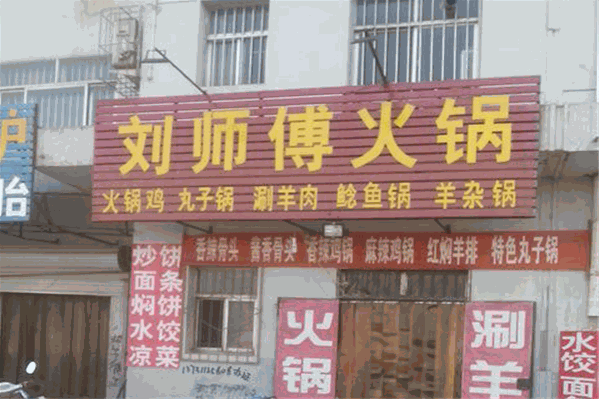 刘师傅火锅
火锅鸡 丸子锅 涮羊肉 鲶鱼锅 羊杂锅
香辣骨头 酱香骨头 香辣鸡锅 麻辣鸡锅 红焖羊排 特色丸子锅
胎
炒饼
面条
焖饼
水饺
凉菜
火锅
涮羊
水饺
面